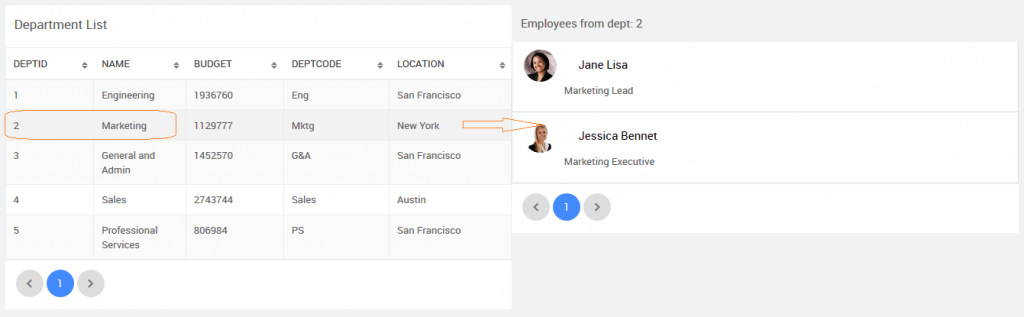 Department List
DEPTID NAME BUDGET DEPTCODE LOCATION
1 Engineering 1936760 Eng San Francisco
2 Marketing 1129777 Mktg New York
3 General and 1452570 G&A San Francisco
Admin
4 Sales 2743744 Sales Austin
5 Professional 806984 PS San Francisco
Services
1
Employees from dept: 2
Jane Lisa
Marketing Lead
Jessica Bennet
Marketing Executive
1